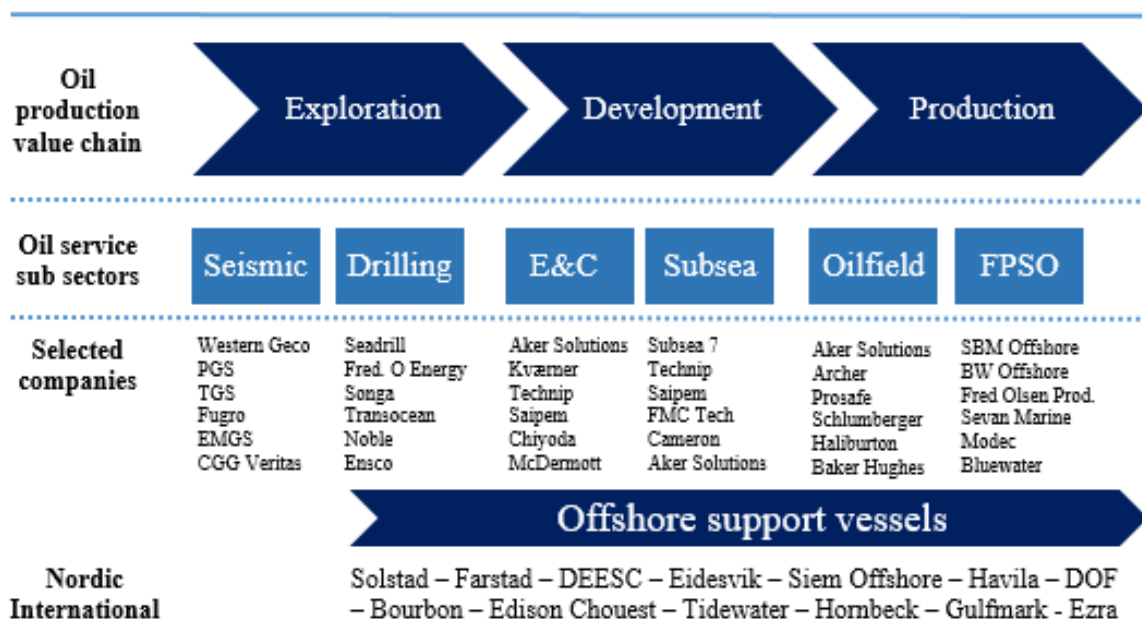 Oil
production
value chain
Exploration
Development
Production
Oil service
sub sectors
Seismic
Drilling
E&C
Subsea
Oilfield
FPSO
Selected
companies
Western Geco
PGS
TGS
Fugro
EMGS
CGG Veritas
Seadrill
Fred. O Energy
Songa
Transocean
Noble
Ensco
Aker Solutions
Kværner
Technip
Saipem
Chiyoda
McDermott
Subsea 7
Technip
Saipem
FMC Tech
Cameron
Aker Solutions
Aker Solutions
Archer
Prosafe
Schlumberger
Haliburton
Baker Hughes
SBM Offshore
BW Offshore
Fred Olsen Prod.
Sevan Marine
Modec
Bluewater
Offshore support vessels
Nordic
International
Solstad – Farstad – DEESC – Eidesvik – Siem Offshore – Havila – DOF
– Bourbon – Edison Chouest – Tidewater – Hornbeck – Gulfmark - Ezra